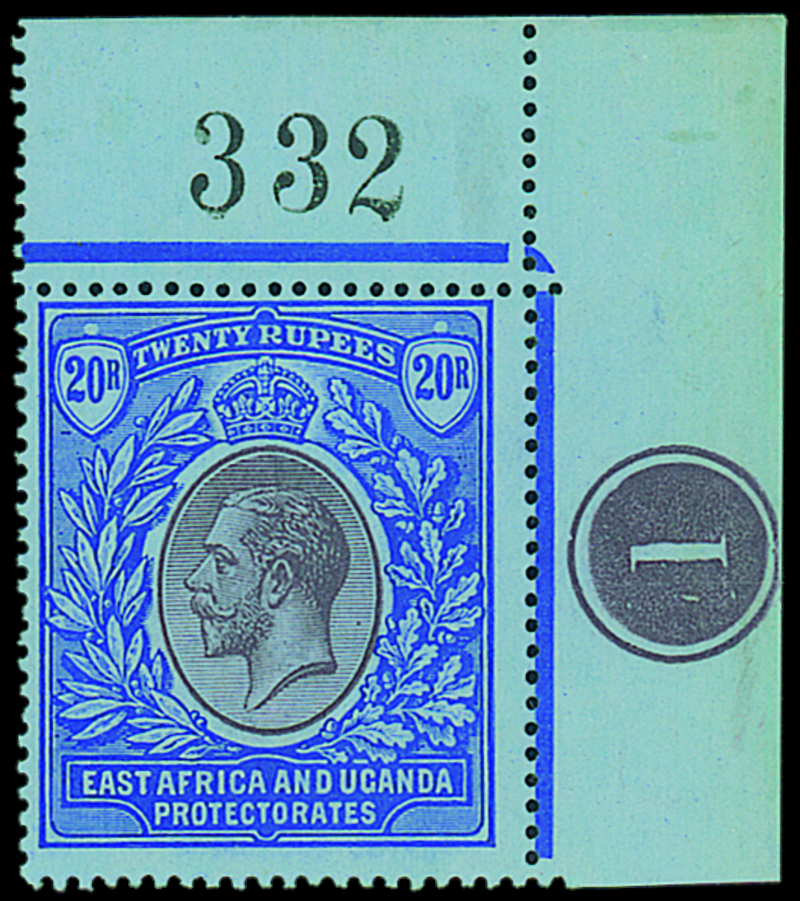 332
TWENTY RUPEES
20R
20R
1
EAST AFRICA AND UGANDA
PROTECTORATES